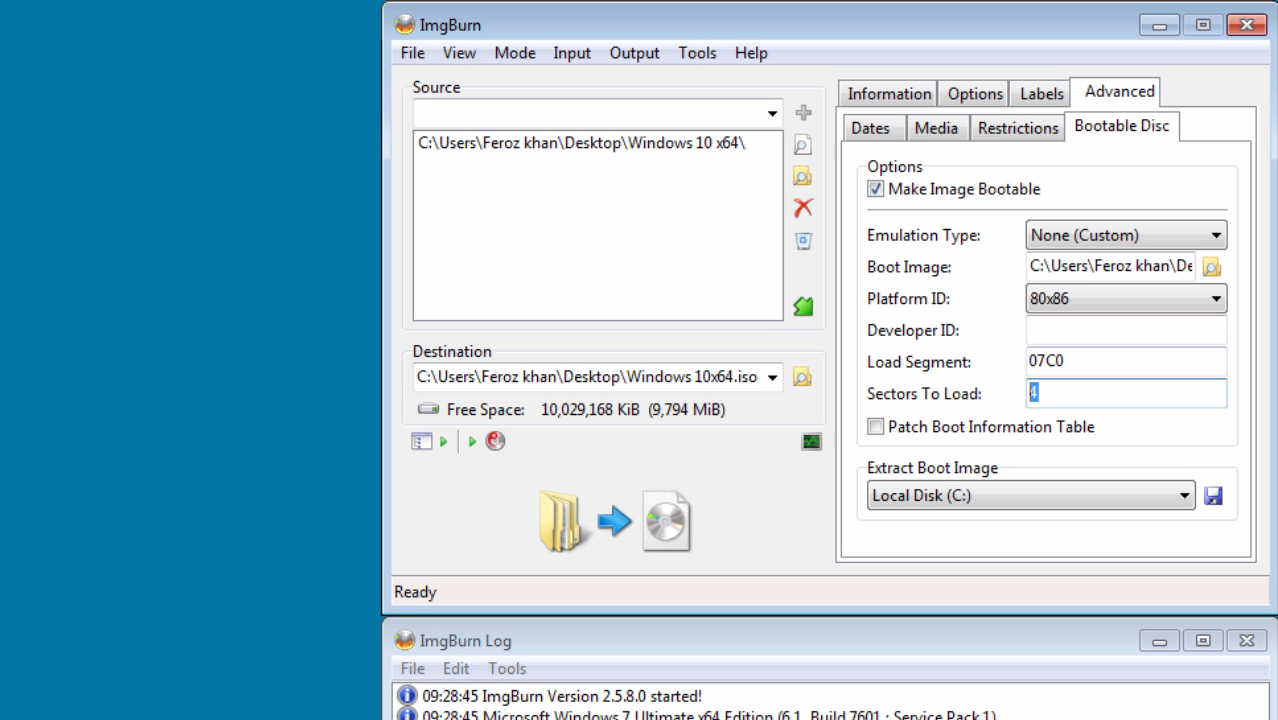 ImgBurn
File View Mode Input Output Tools Help
Source
C:\Users\Feroz khan\Desktop\Windows 10 x64\
Destination
C:\Users\Feroz khan\Desktop\Windows 10x64.iso
Free Space: 10,029,168 KiB (9,794 MiB)
Information Options Labels Advanced
Dates Media Restrictions Bootable Disc
Options
Make Image Bootable
Emulation Type: None (Custom)
Boot Image: C:\Users\Feroz khan\De
Platform ID: 80x86
Developer ID:
Load Segment: 07C0
Sectors To Load: 4
Patch Boot Information Table
Extract Boot Image
Local Disk (C:)
Ready
ImgBurn Log
File Edit Tools
09:28:45 ImgBurn Version 2.5.8.0 started!
09:28:45 Microsoft Windows 7 Ultimate x64 Edition (6.1, Build 7601 : Service Pack 1)